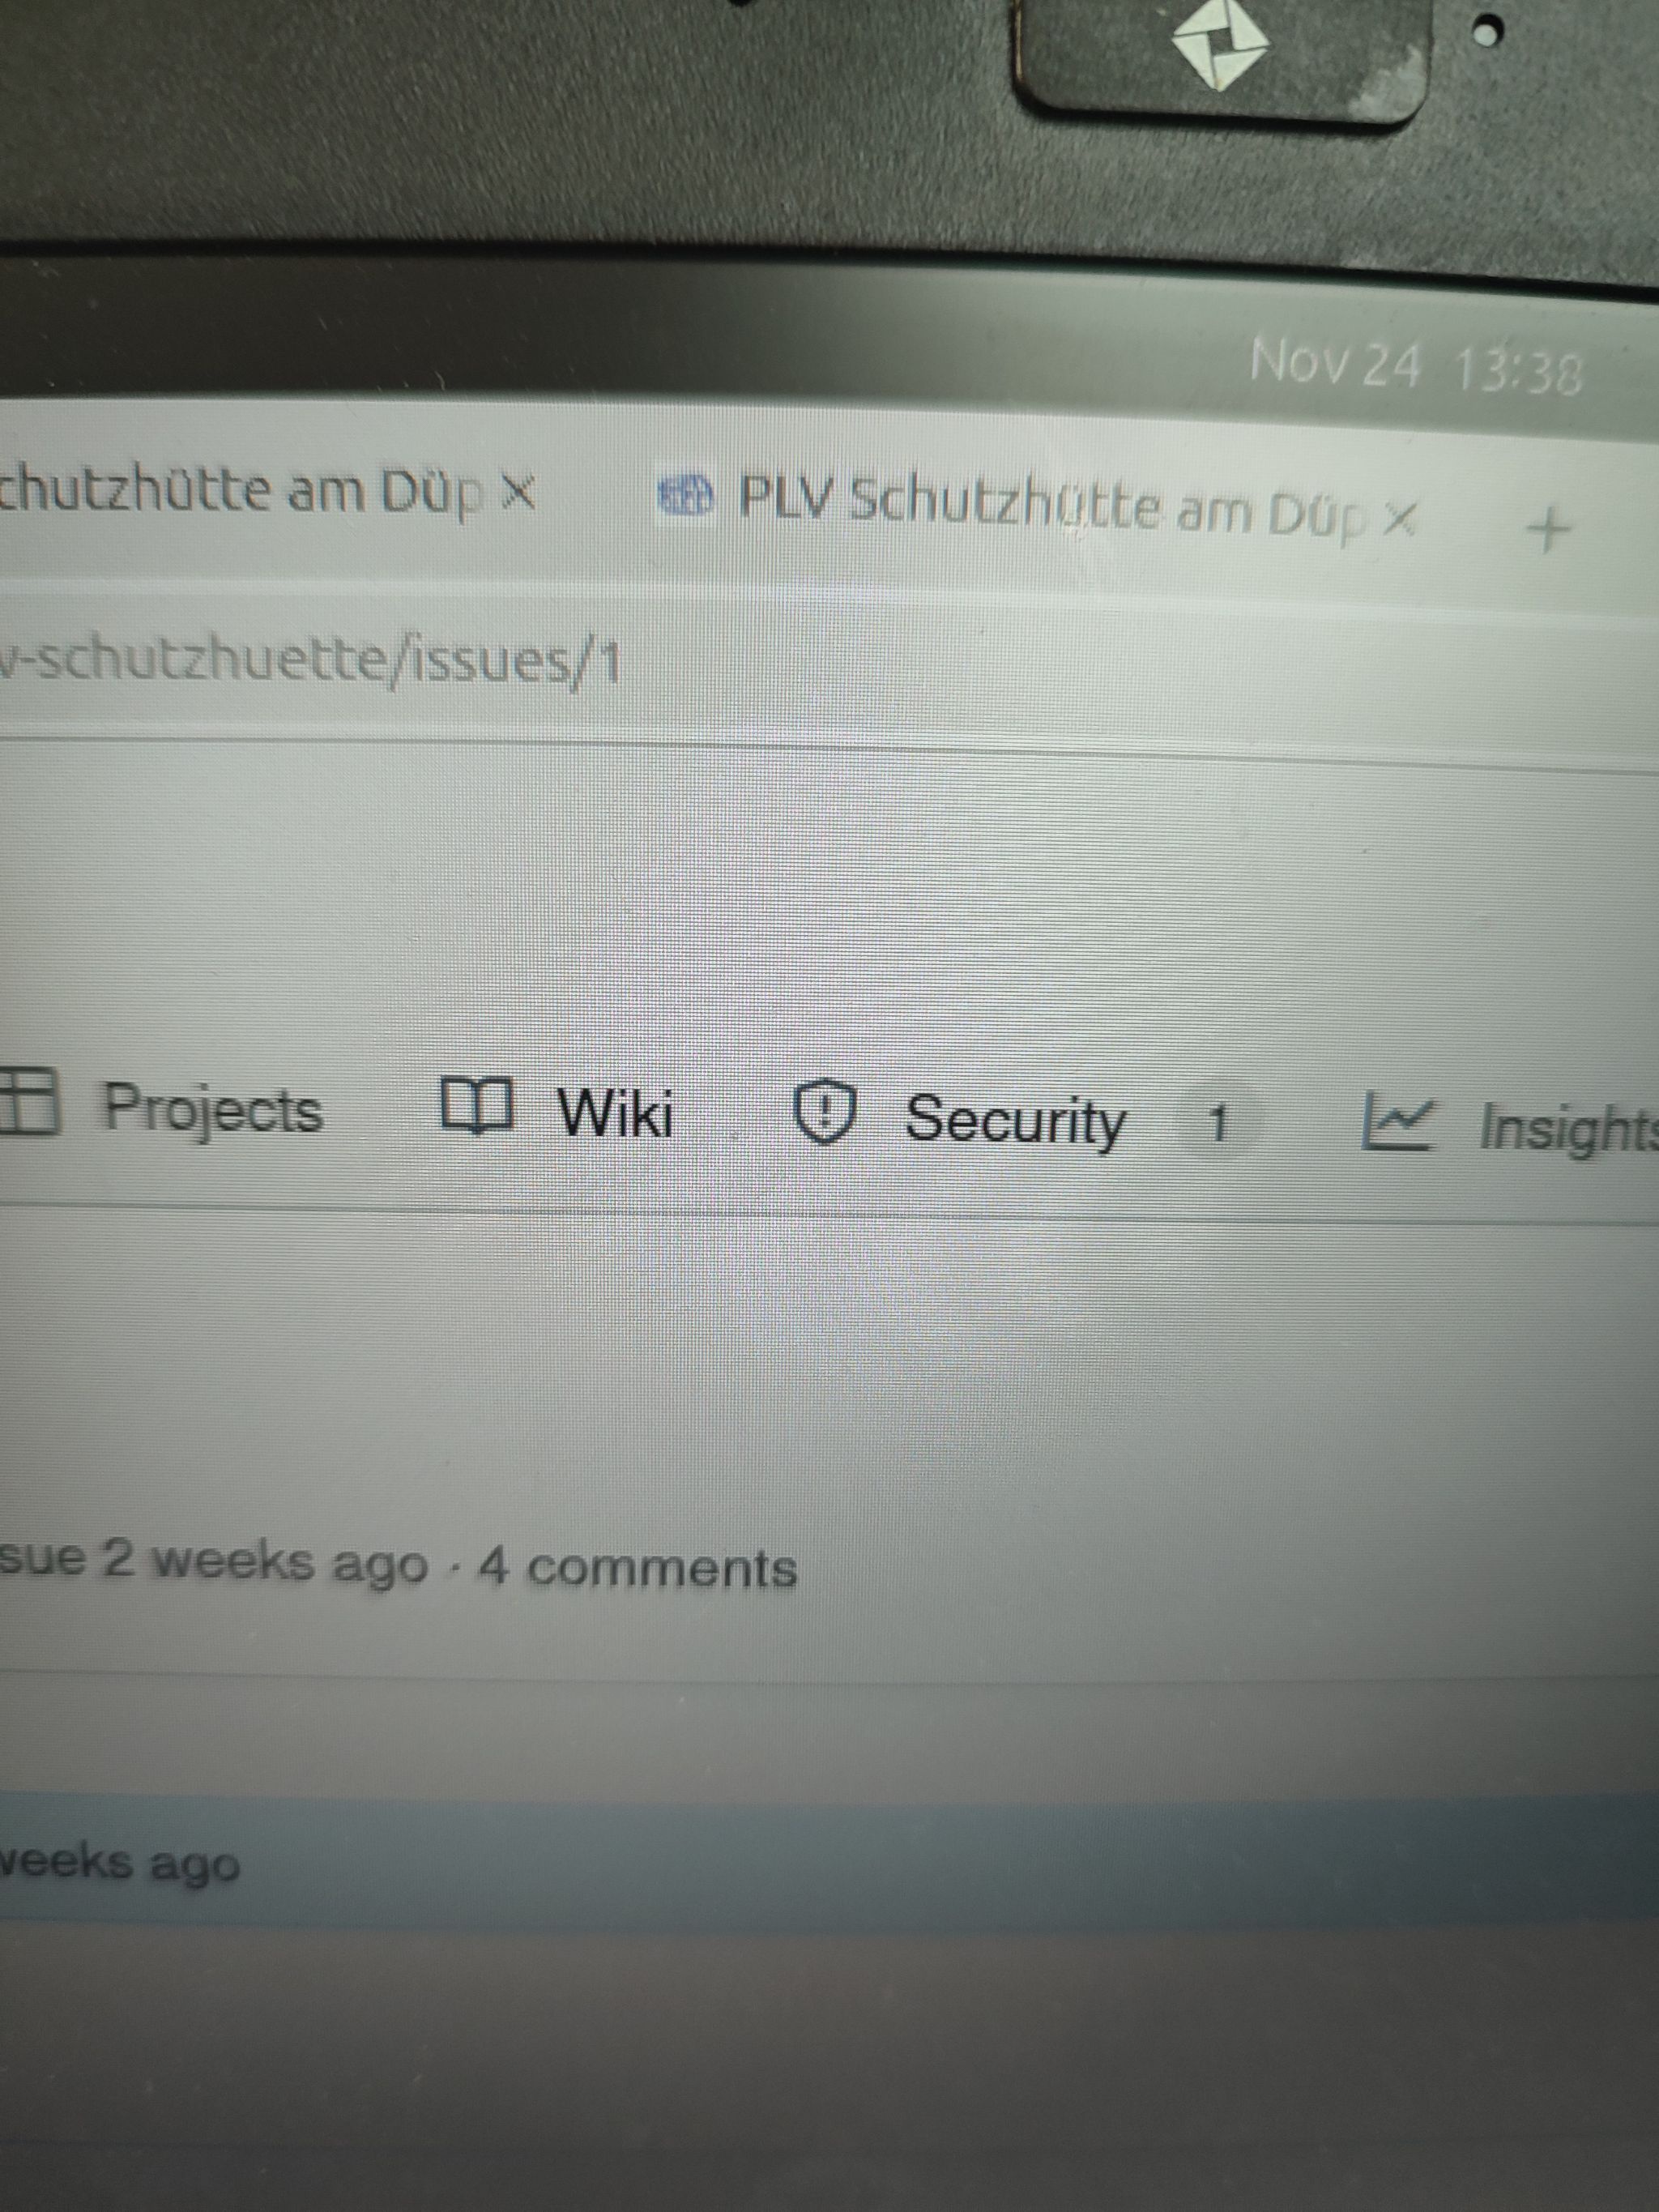 Nov 24 13:38
chutzhütte am Düp
PLV Schutzhütte am Düp
v-schutzhuette/issues/1
Projects Wiki Security 1 Insights
sue 2 weeks ago · 4 comments
weeks ago